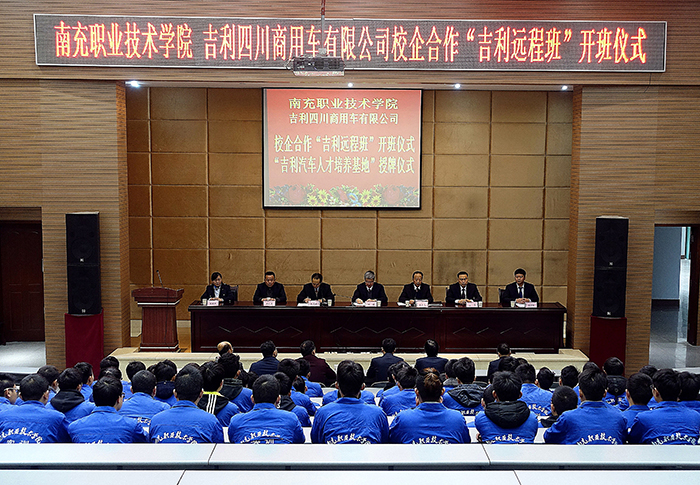 南充职业技术学院 吉利四川商用车有限公司校企合作“吉利远程班”开班仪式
南充职业技术学院
吉利四川商用车有限公司
校企合作“吉利远程班”开班仪式
“吉利汽车人才培养基地”授牌仪式